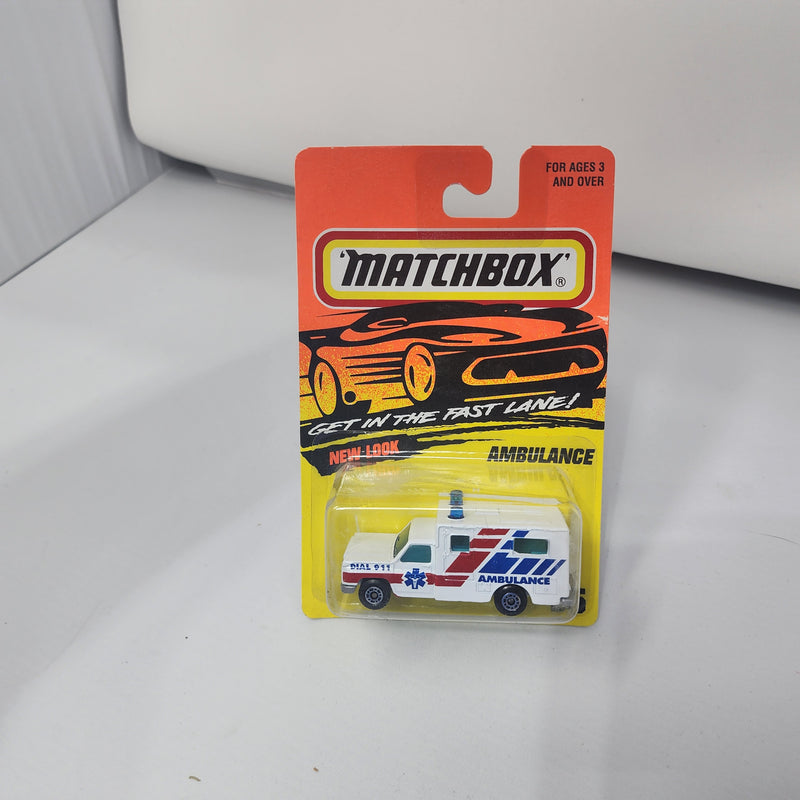 FOR AGES 3
AND OVER
'MATCHBOX'®
GET IN THE FAST LANE!
NEW LOOK
AMBULANCE
DIAL 911
AMBULANCE